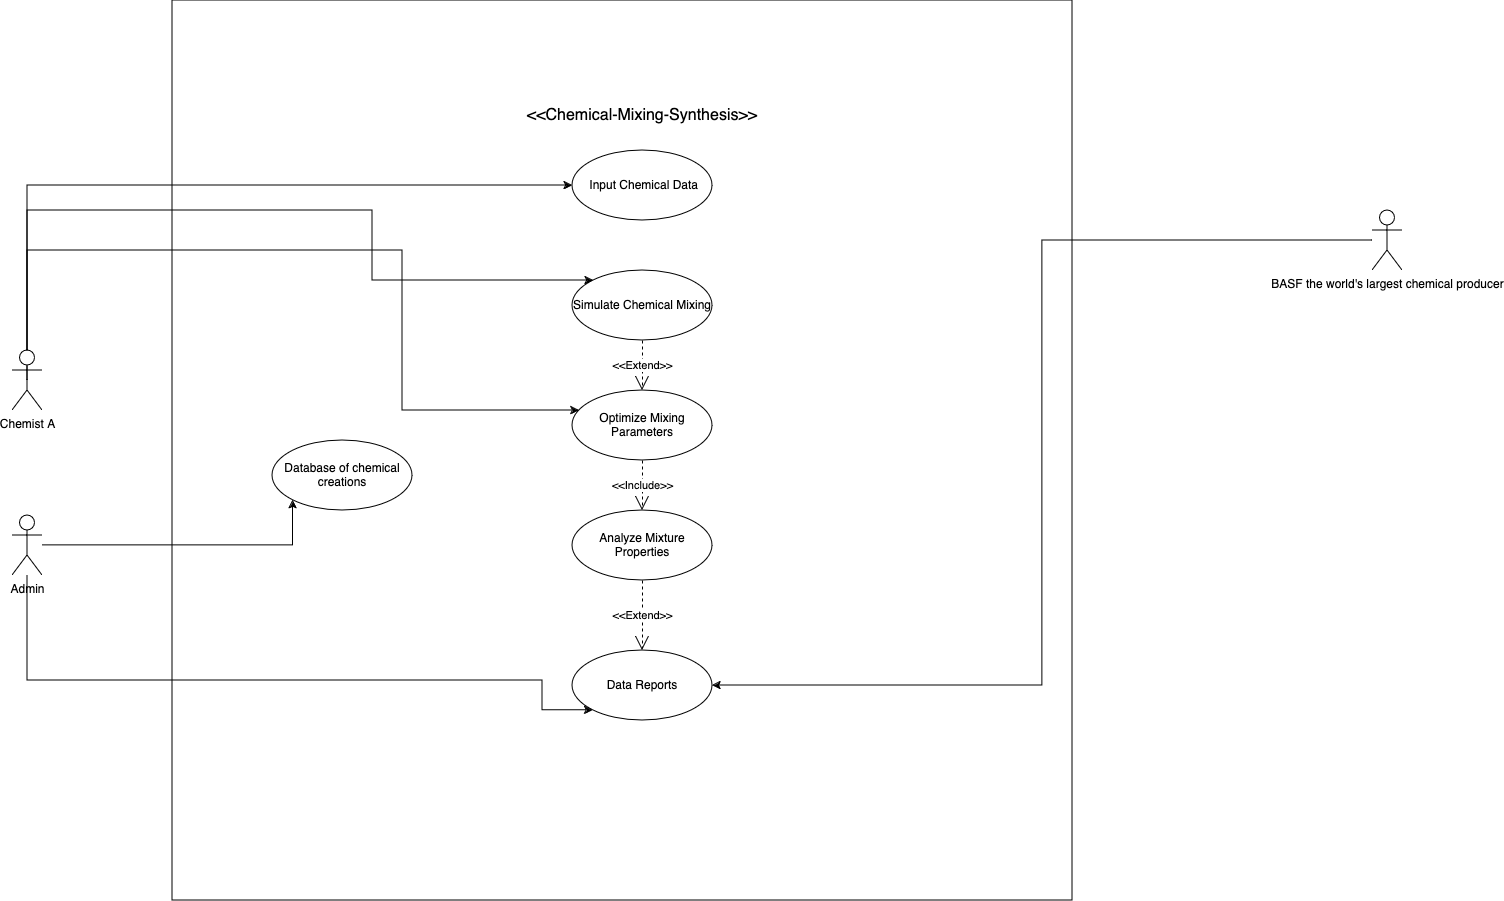 <<Chemical-Mixing-Synthesis>>
Input Chemical Data
BASF the world's largest chemical producer
Simulate Chemical Mixing
<<Extend>>
Chemist A
Optimize Mixing
Parameters
Database of chemical
creations
<<Include>>
Analyze Mixture
Properties
Admin
<<Extend>>
Data Reports